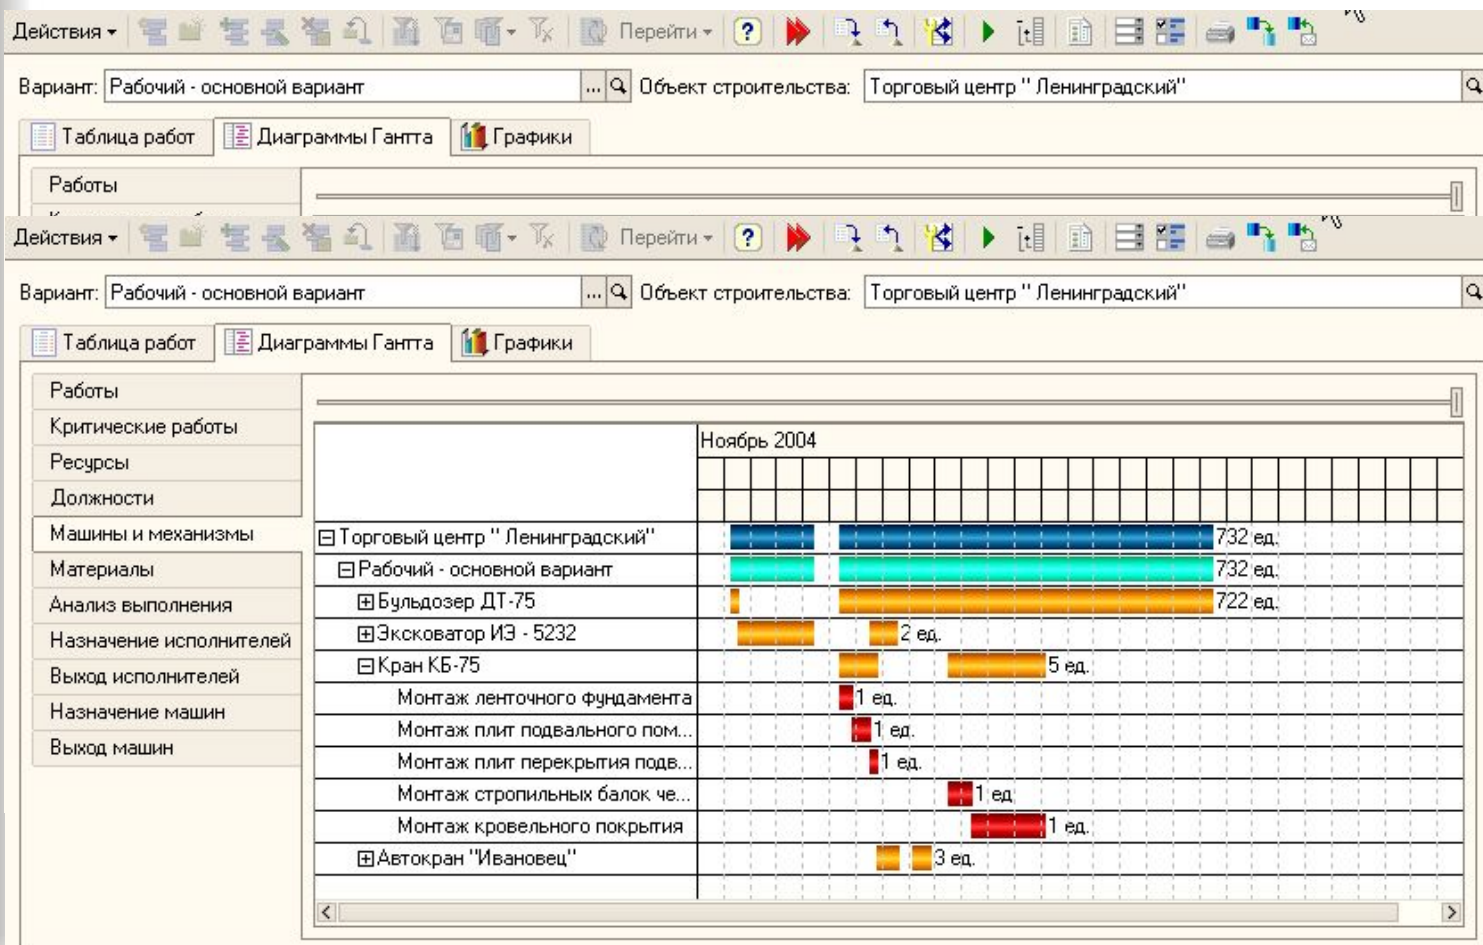 Действия Перейти
Вариант: Рабочий - основной вариант ... Объект строительства: Торговый центр " Ленинградский"
Таблица работ Диаграммы Гантта Графики
Работы
Действия Перейти
Вариант: Рабочий - основной вариант ... Объект строительства: Торговый центр " Ленинградский"
Таблица работ Диаграммы Гантта Графики
Работы
Критические работы
Ресурсы
Должности
Машины и механизмы
Материалы
Анализ выполнения
Назначение исполнителей
Выход исполнителей
Назначение машин
Выход машин
Ноябрь 2004
Торговый центр " Ленинградский" 732 ед.
Рабочий - основной вариант 732 ед.
Бульдозер ДТ-75 722 ед.
Эксковатор ИЭ - 5232 2 ед.
Кран КБ-75 5 ед.
Монтаж ленточного фундамента 1 ед.
Монтаж плит подвального пом... 1 ед.
Монтаж плит перекрытия подв... 1 ед.
Монтаж стропильных балок че... 1 ед
Монтаж кровельного покрытия 1 ед.
Автокран "Ивановец" 3 ед.